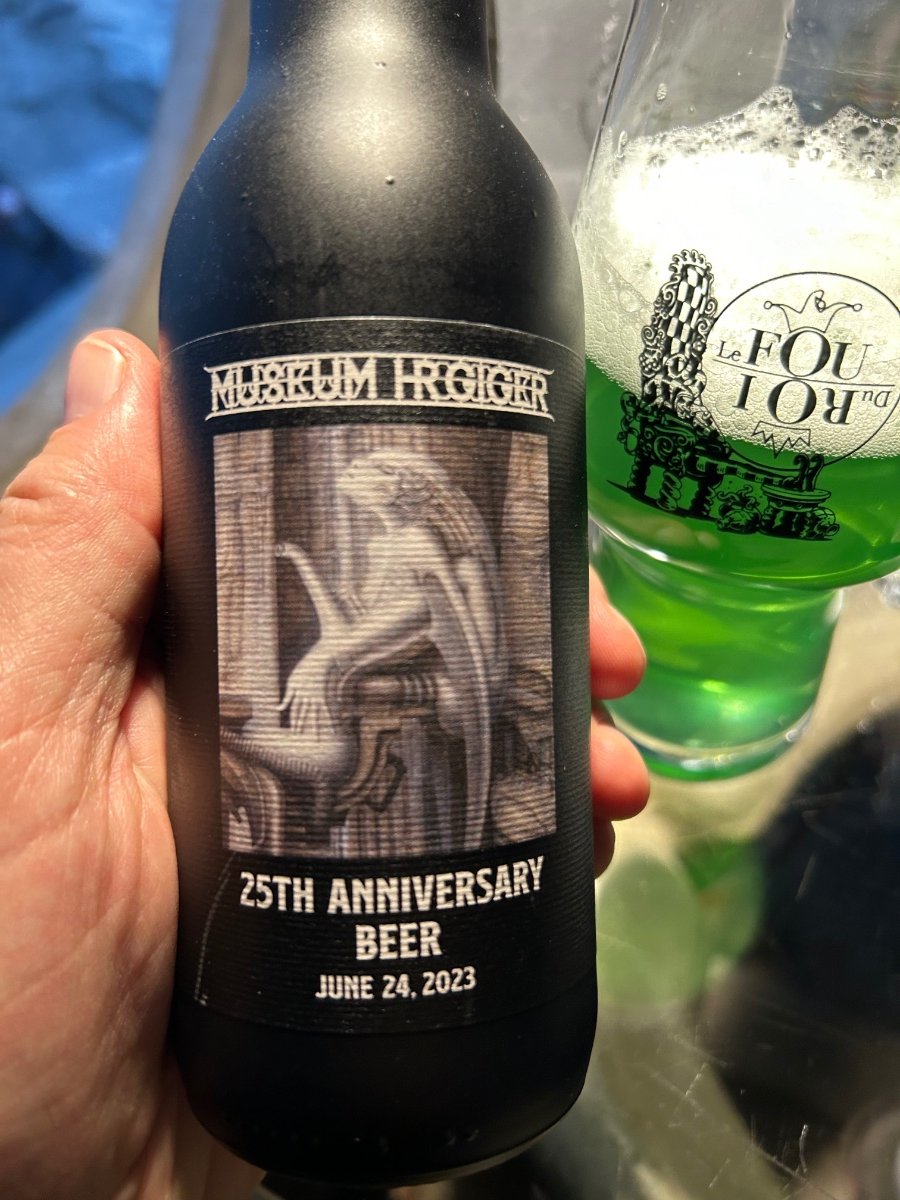 MUSEUM HR GIGER
25TH ANNIVERSARY
BEER
JUNE 24, 2023
Le FOU
Du ROI